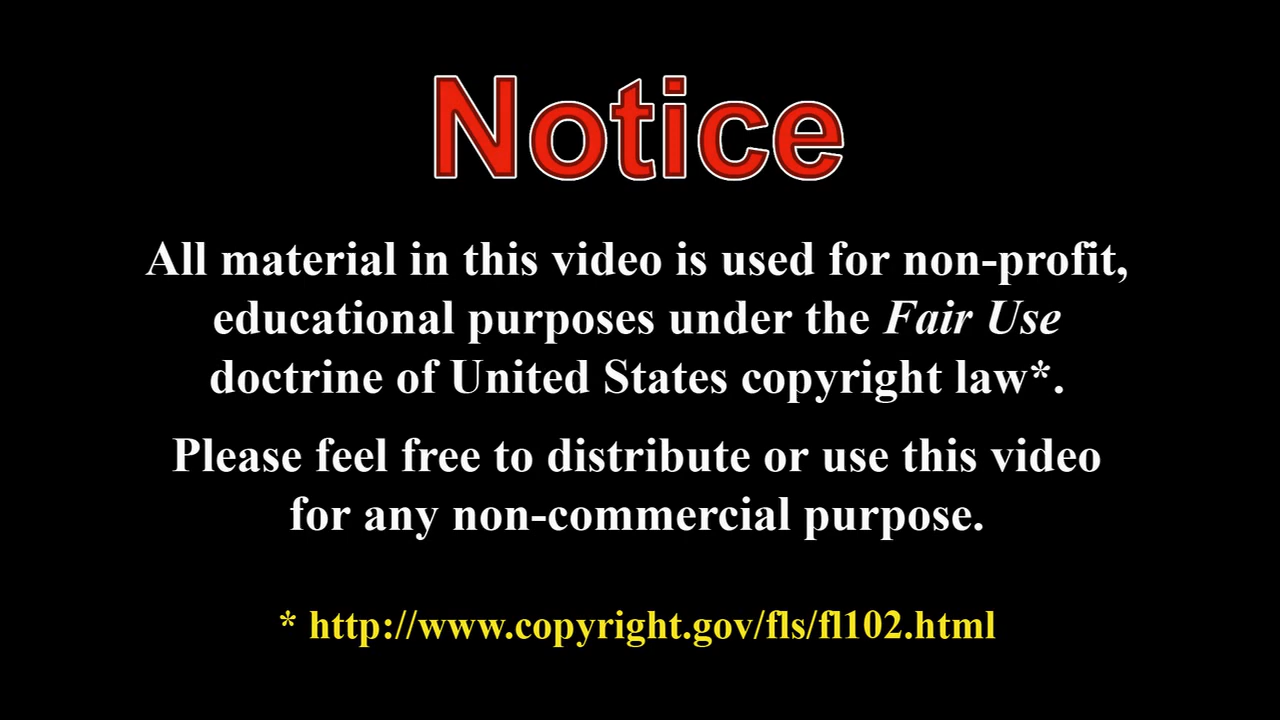 Notice
All material in this video is used for non-profit,
educational purposes under the Fair Use
doctrine of United States copyright law*.
Please feel free to distribute or use this video
for any non-commercial purpose.
* http://www.copyright.gov/fls/fl102.html